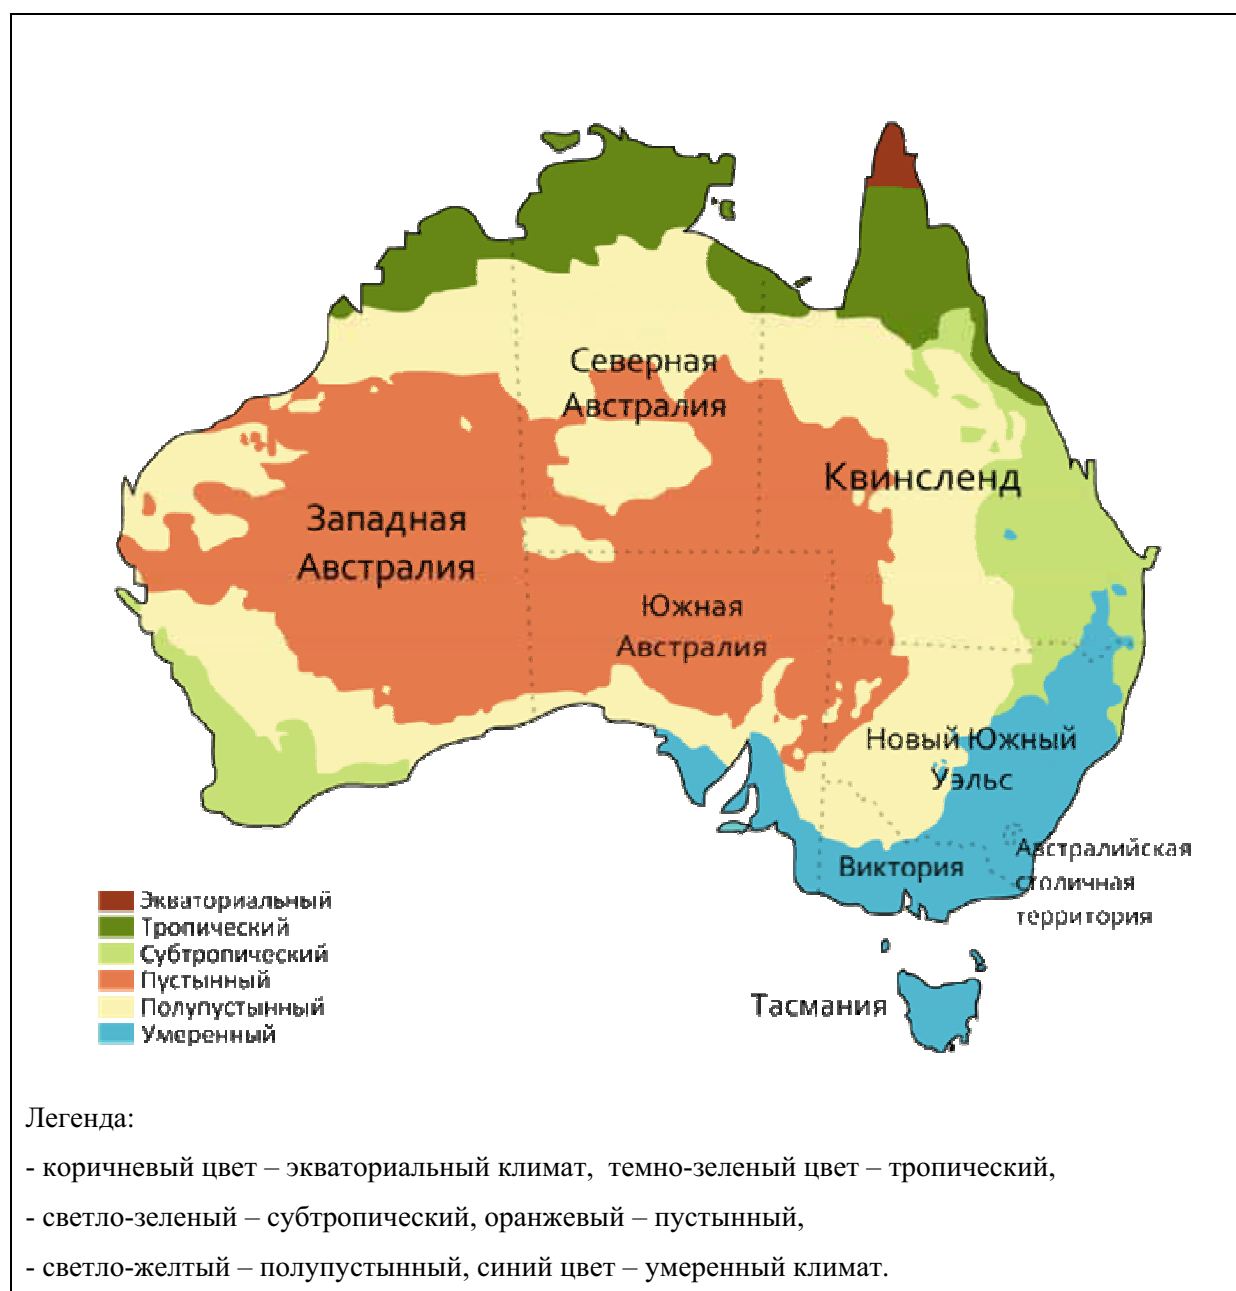 Северная
Австралия
Квинсленд
Западная
Австралия
Южная
Австралия
Новый Южный
Уэльс
Виктория
Австралийская
столичная
территория
Тасмания
Экваториальный
Тропический
Субтропический
Пустынный
Полупустынный
Умеренный
Легенда:
- коричневый цвет – экваториальный климат, темно-зеленый цвет – тропический,
- светло-зеленый – субтропический, оранжевый – пустынный,
- светло-желтый – полупустынный, синий цвет – умеренный климат.